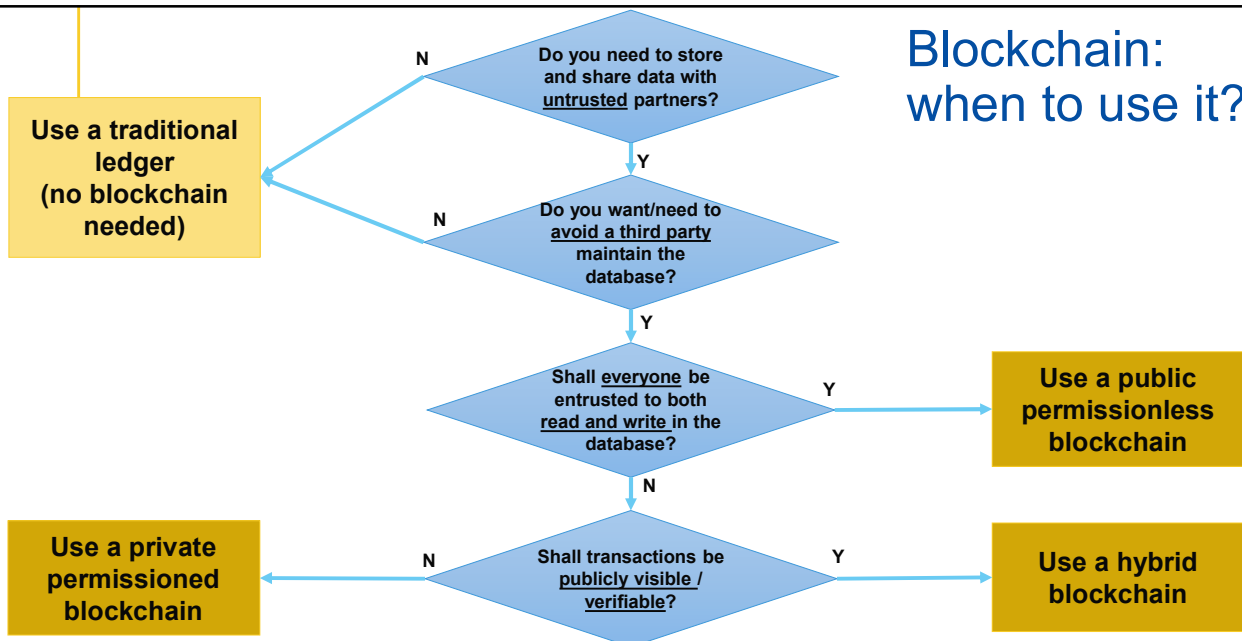 Blockchain:
when to use it?
N
Do you need to store
and share data with
untrusted partners?
Use a traditional
ledger
(no blockchain
needed)
Y
N
Do you want/need to
avoid a third party
maintain the
database?
Y
Shall everyone be
entrusted to both
read and write in the
database?
Y
Use a public
permissionless
blockchain
N
Use a private
permissioned
blockchain
N
Shall transactions be
publicly visible /
verifiable?
Y
Use a hybrid
blockchain